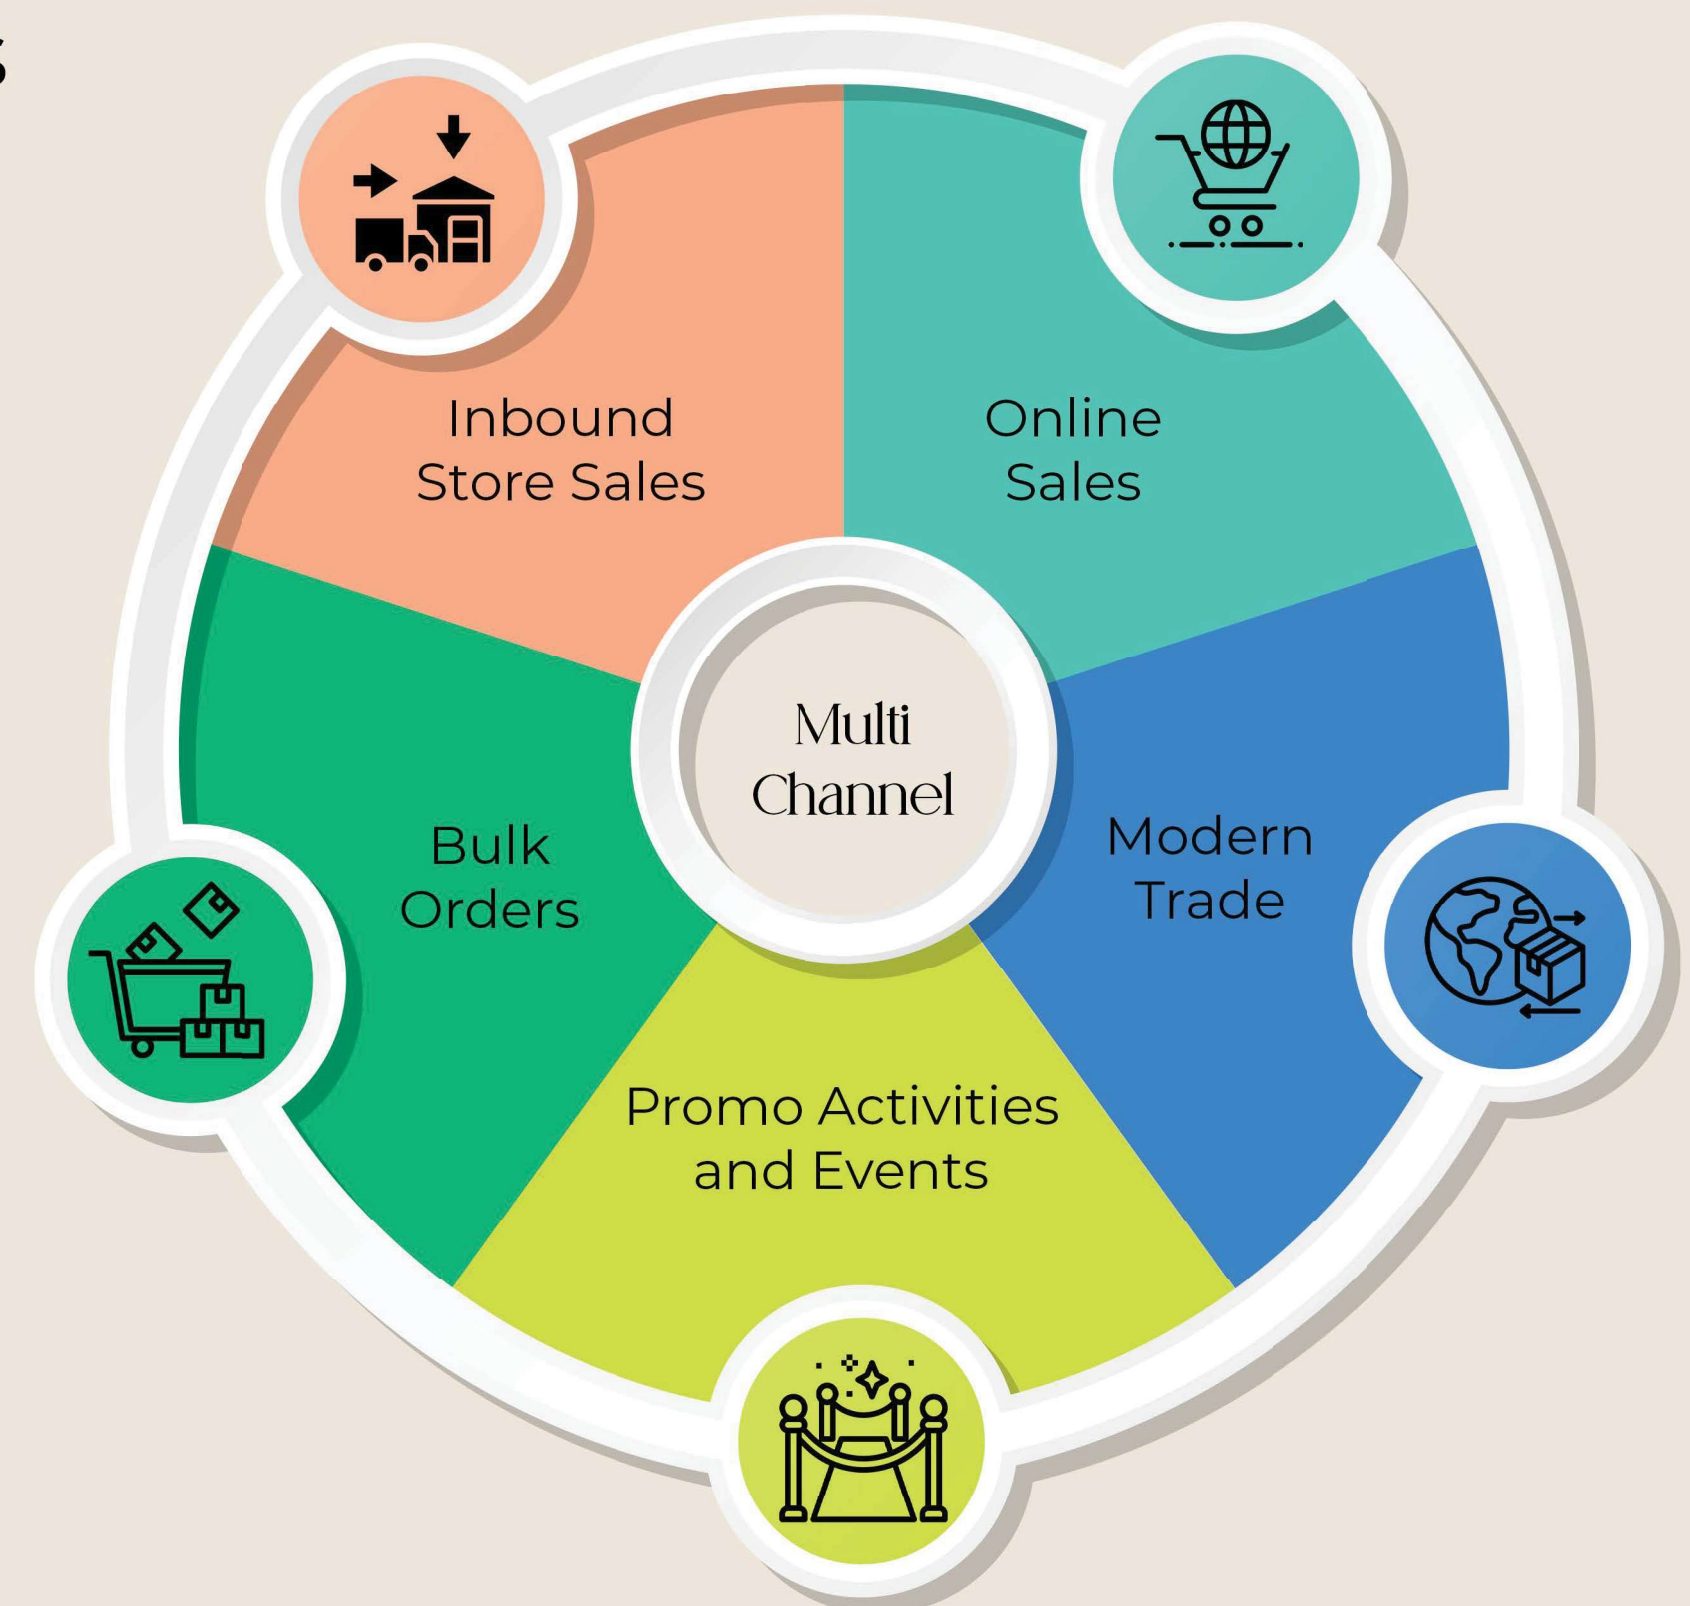 Inbound
Store Sales
Online
Sales
Multi
Channel
Bulk
Orders
Modern
Trade
Promo Activities
and Events